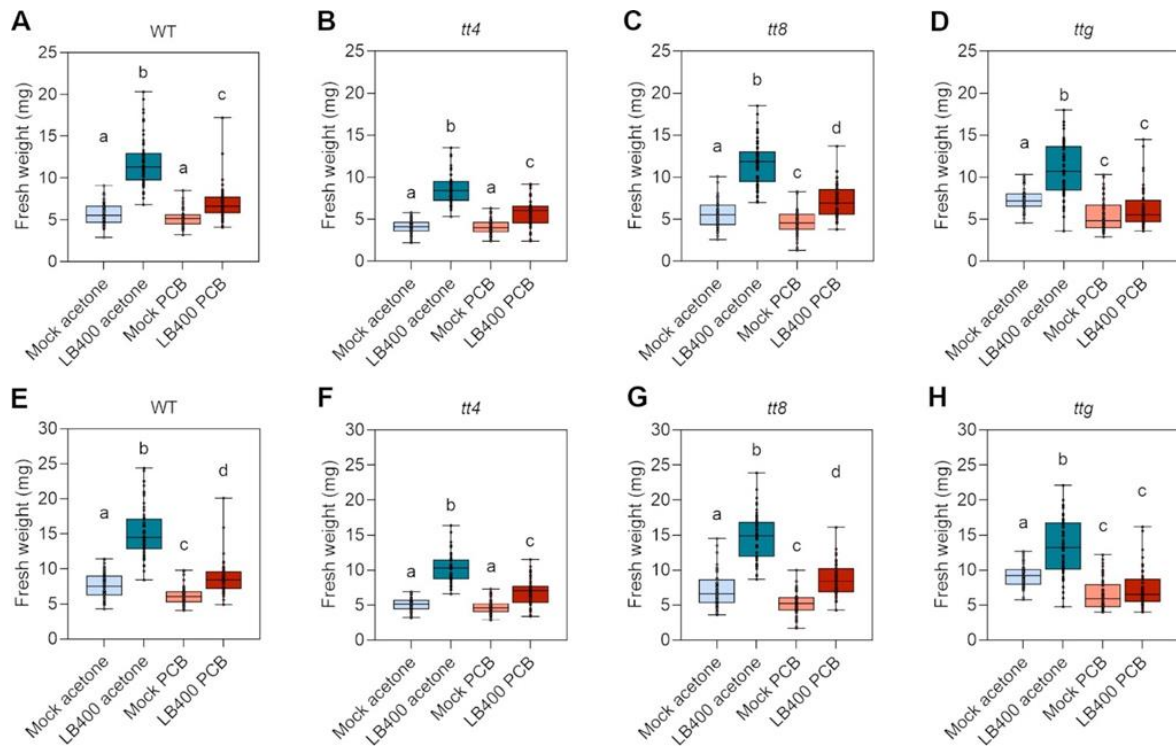 A
WT
Fresh weight (mg)
25
20
15
10
5
0
a
b
a
c
Mock acetone
LB400 acetone
Mock PCB
LB400 PCB
B
tt4
Fresh weight (mg)
25
20
15
10
5
0
a
b
a
c
Mock acetone
LB400 acetone
Mock PCB
LB400 PCB
C
tt8
Fresh weight (mg)
25
20
15
10
5
0
a
b
c
d
Mock acetone
LB400 acetone
Mock PCB
LB400 PCB
D
ttg
Fresh weight (mg)
25
20
15
10
5
0
a
b
c
c
Mock acetone
LB400 acetone
Mock PCB
LB400 PCB
E
WT
Fresh weight (mg)
30
25
20
15
10
5
0
a
b
c
d
Mock acetone
LB400 acetone
Mock PCB
LB400 PCB
F
tt4
Fresh weight (mg)
30
25
20
15
10
5
0
a
b
a
c
Mock acetone
LB400 acetone
Mock PCB
LB400 PCB
G
tt8
Fresh weight (mg)
30
25
20
15
10
5
0
a
b
c
d
Mock acetone
LB400 acetone
Mock PCB
LB400 PCB
H
ttg
Fresh weight (mg)
30
25
20
15
10
5
0
a
b
c
c
Mock acetone
LB400 acetone
Mock PCB
LB400 PCB